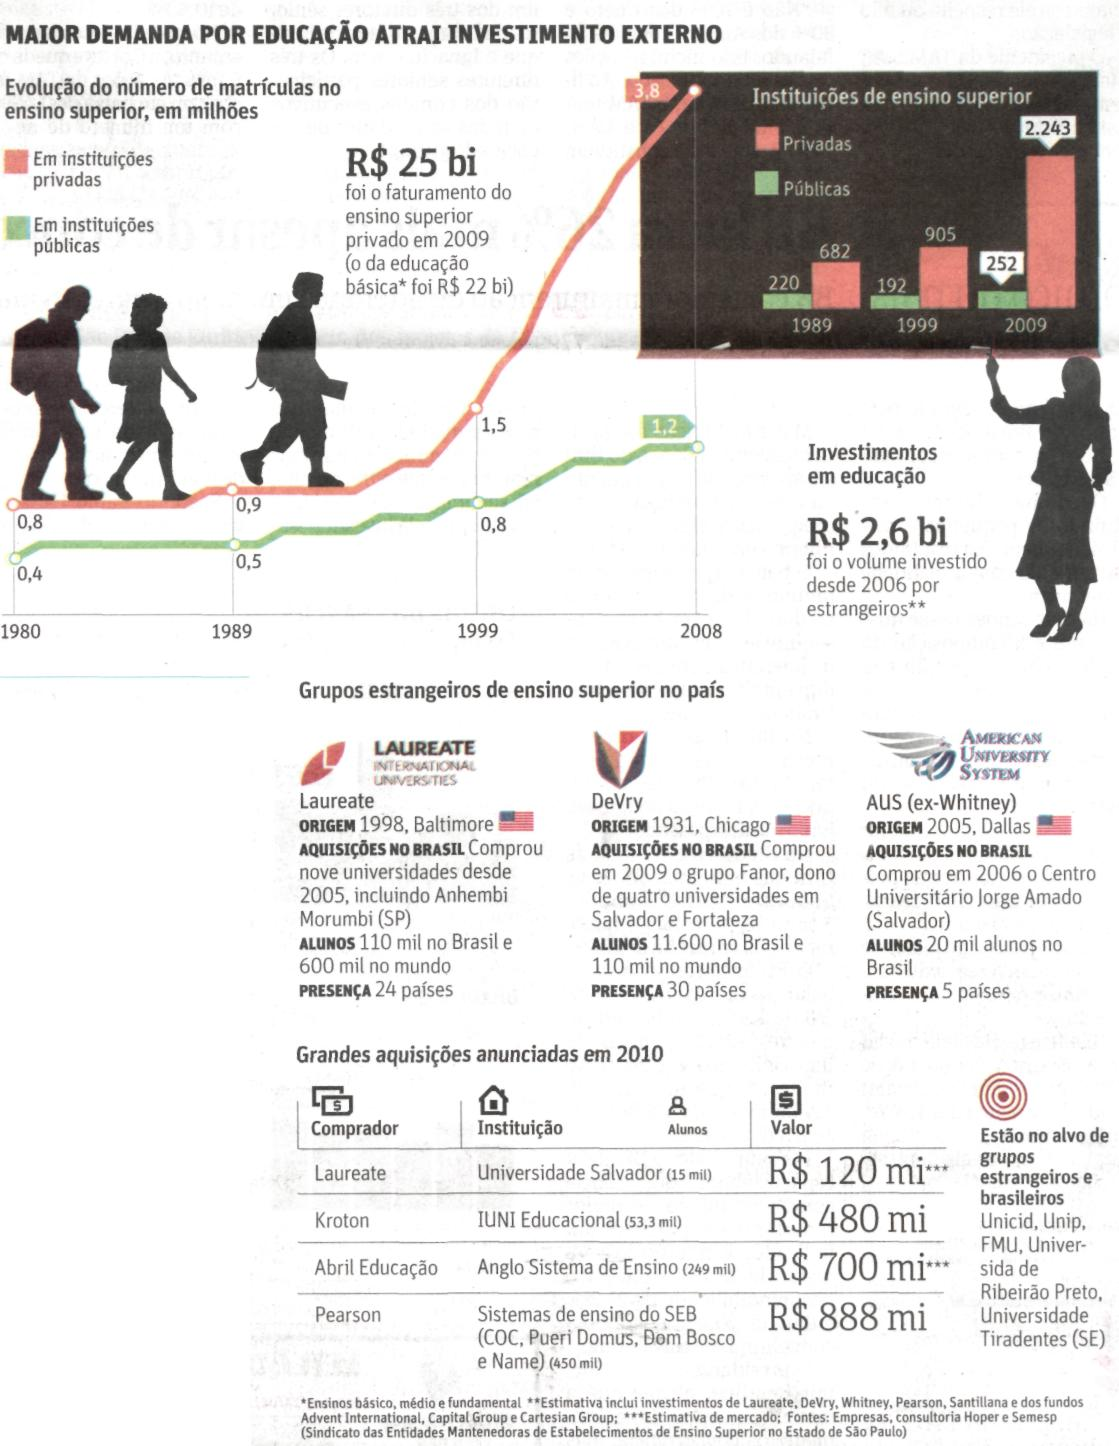 MAIOR DEMANDA POR EDUCAÇÃO ATRAI INVESTIMENTO EXTERNO
Evolução do número de matrículas no
ensino superior, em milhões
Em instituições
privadas
Em instituições
públicas
R$ 25 bi
foi o faturamento do
ensino superior
privado em 2009
(o da educação
básica* foi R$ 22 bi)
3,8
1,5
1,2
0,8
0,9
0,8
0,4
0,5
1980
1989
1999
2008
Instituições de ensino superior
Privadas
Públicas
2.243
905
682
252
220
192
1989
1999
2009
Investimentos
em educação
R$ 2,6 bi
foi o volume investido
desde 2006 por
estrangeiros**
Grupos estrangeiros de ensino superior no país
LAUREATE
INTERNATIONAL
UNIVERSITIES
Laureate
ORIGEM 1998, Baltimore
AQUISIÇÕES NO BRASIL Comprou
nove universidades desde
2005, incluindo Anhembi
Morumbi (SP)
ALUNOS 110 mil no Brasil e
600 mil no mundo
PRESENÇA 24 países
DeVry
ORIGEM 1931, Chicago
AQUISIÇÕES NO BRASIL Comprou
em 2009 o grupo Fanor, dono
de quatro universidades em
Salvador e Fortaleza
ALUNOS 11.600 no Brasil e
110 mil no mundo
PRESENÇA 30 países
AMERICAN
UNIVERSITY
SYSTEM
AUS (ex-Whitney)
ORIGEM 2005, Dallas
AQUISIÇÕES NO BRASIL
Comprou em 2006 o Centro
Universitário Jorge Amado
(Salvador)
ALUNOS 20 mil alunos no
Brasil
PRESENÇA 5 países
Grandes aquisições anunciadas em 2010
Comprador Instituição Alunos Valor
Laureate Universidade Salvador (15 mil) R$ 120 mi***
Kroton IUNI Educacional (53,3 mil) R$ 480 mi
Abril Educação Anglo Sistema de Ensino (249 mil) R$ 700 mi***
Pearson Sistemas de ensino do SEB R$ 888 mi
(COC, Pueri Domus, Dom Bosco
e Name) (450 mil)
Estão no alvo de
grupos
estrangeiros e
brasileiros
Unicid, Unip,
FMU, Univer-
sida de
Ribeirão Preto,
Universidade
Tiradentes (SE)
*Ensinos básico, médio e fundamental **Estimativa inclui investimentos de Laureate, DeVry, Whitney, Pearson, Santillana e dos fundos
Advent International, Capital Group e Cartesian Group; ***Estimativa de mercado; Fontes: Empresas, consultoria Hoper e Semesp
(Sindicato das Entidades Mantenedoras de Estabelecimentos de Ensino Superior no Estado de São Paulo)